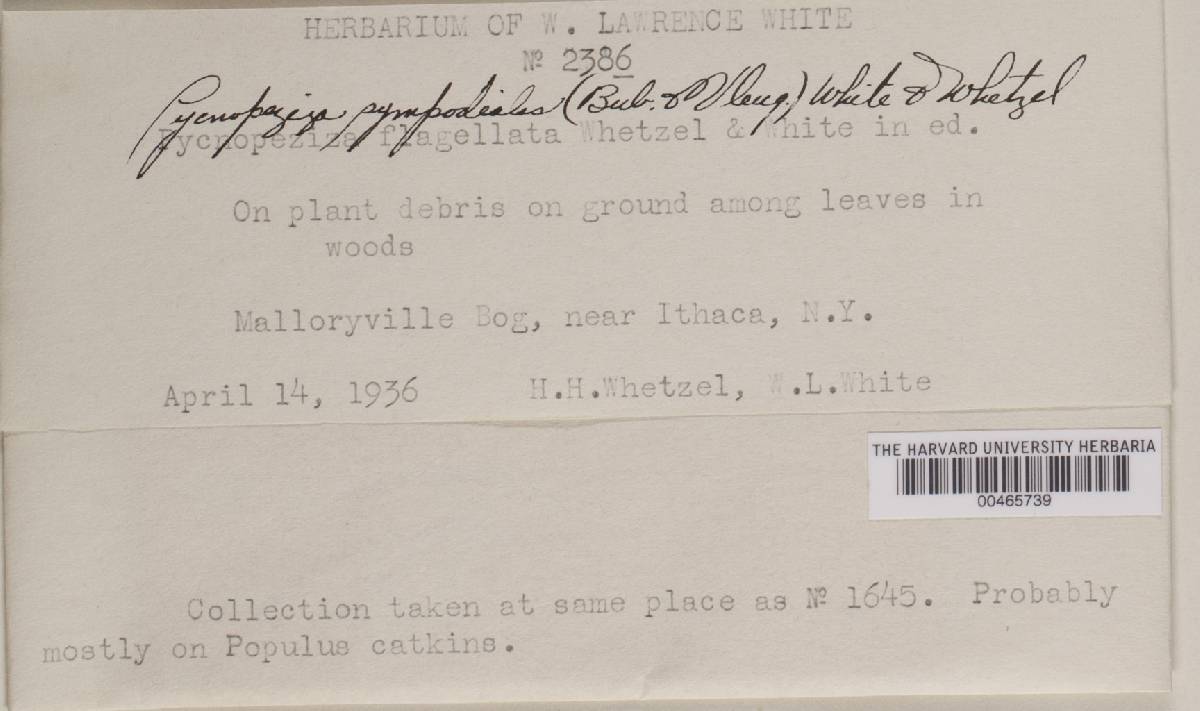 HERBARIUM OF W. LAWRENCE WHITE
Nº 2386
Pycnopeziza sympodialis (Bub. & Vleug.) White & Whetzel
Pycnopeziza flagellata Whetzel & White in ed.
On plant debris on ground among leaves in
woods
Malloryville Bog, near Ithaca, N.Y.
April 14, 1936 H.H.Whetzel, W.L.White
THE HARVARD UNIVERSITY HERBARIA
00465739
Collection taken at same place as Nº 1645. Probably
mostly on Populus catkins.